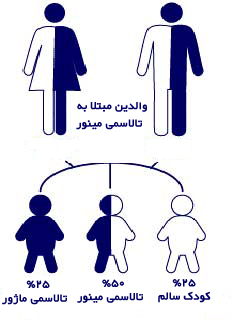 والدین مبتلا به
تالاسمی مینور
%۲۵
%۵۰
%۲۵
کودک سالم
تالاسمی مینور
تالاسمی ماژور